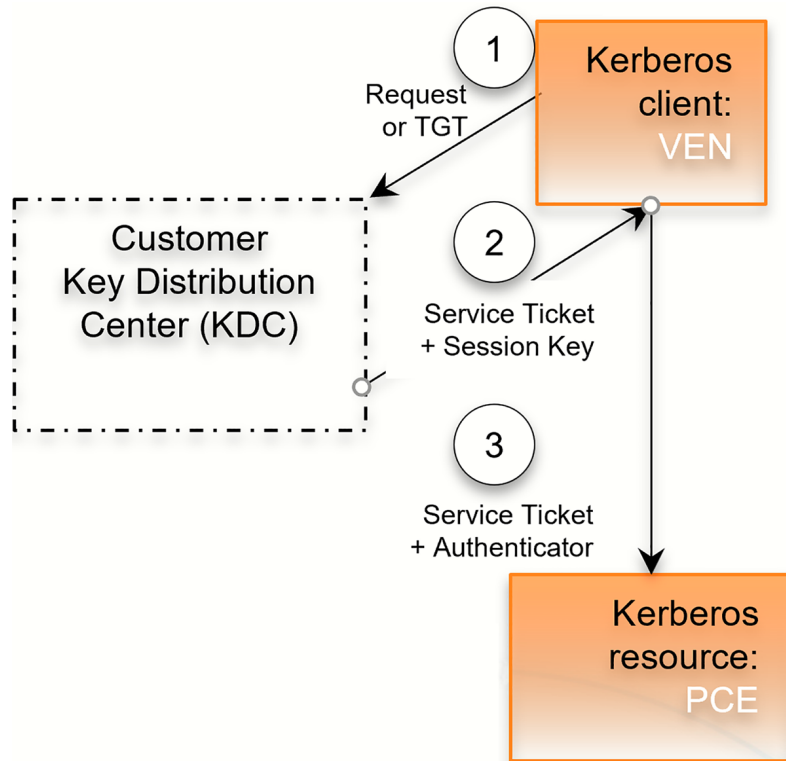 1
Kerberos
client:
VEN
Request
or TGT
Customer
Key Distribution
Center (KDC)
2
Service Ticket
+ Session Key
3
Service Ticket
+ Authenticator
Kerberos
resource:
PCE